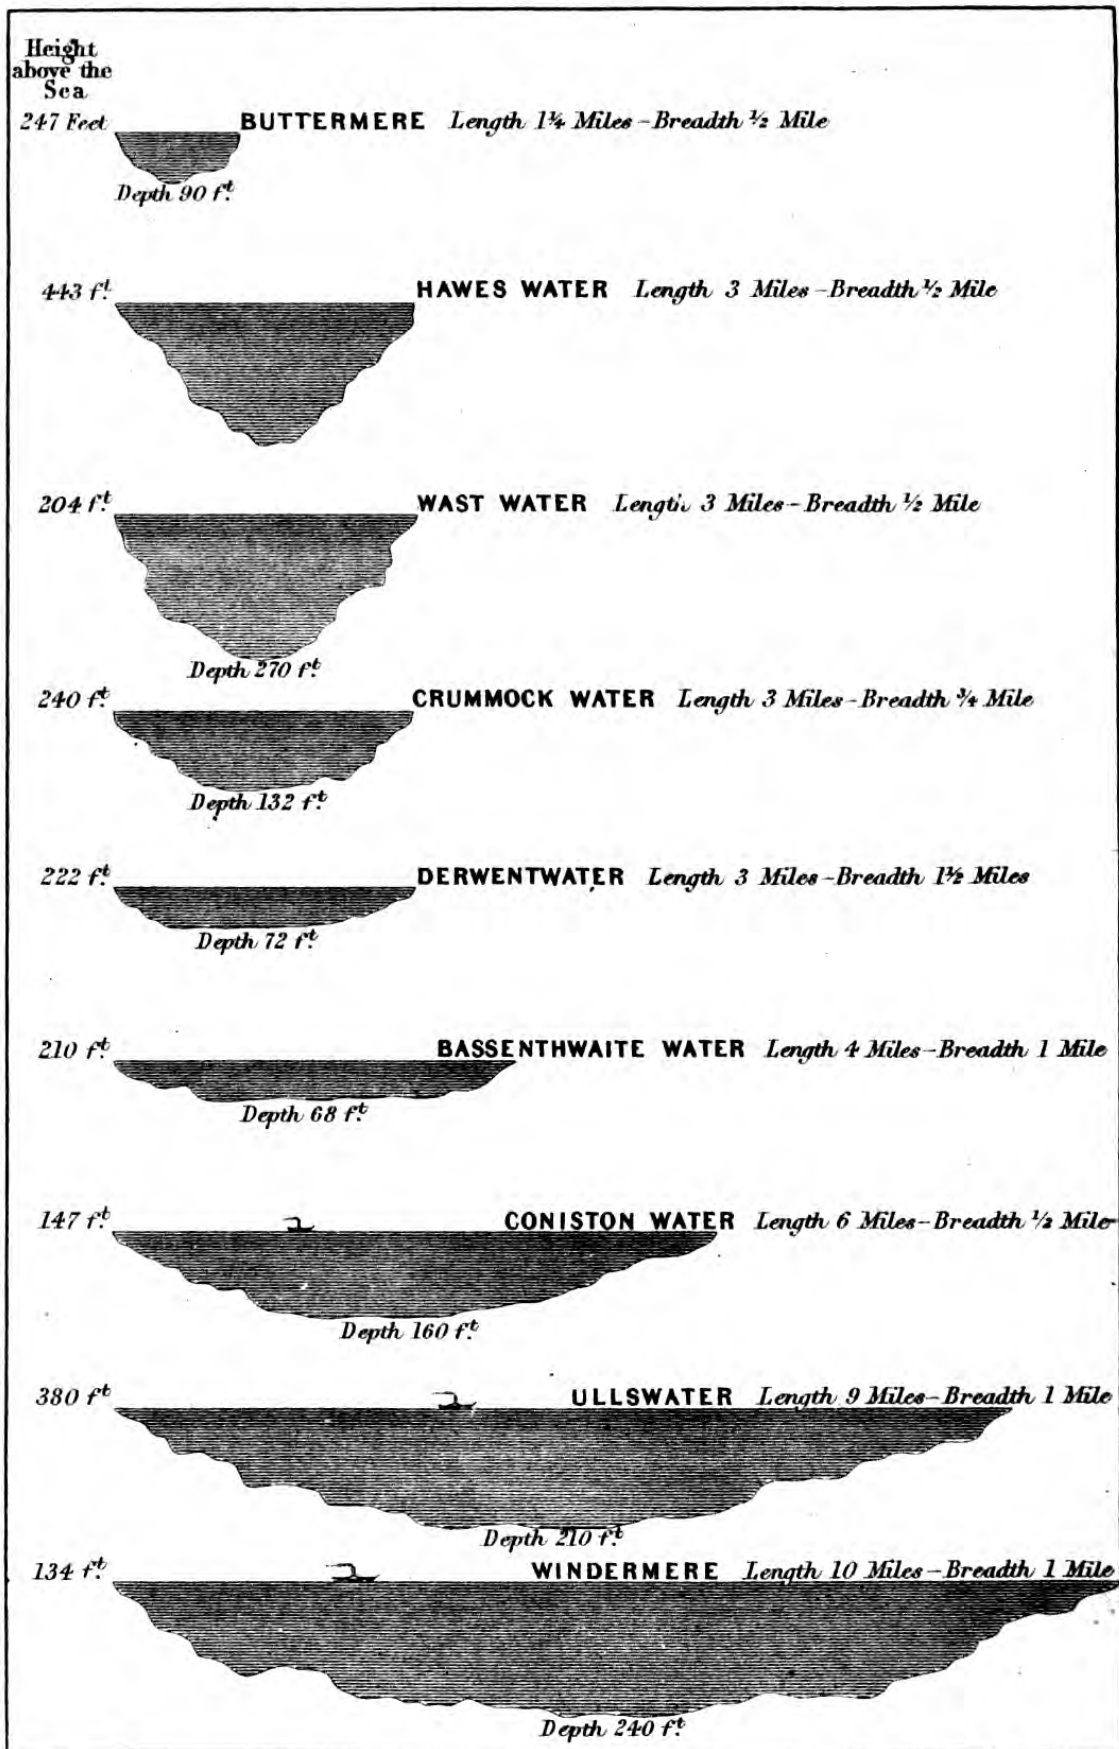 Height
above the
Sea
247 Feet BUTTERMERE Length 1¼ Miles – Breadth ½ Mile
Depth 90 ft.
443 ft. HAWES WATER Length 3 Miles – Breadth ½ Mile
204 ft. WAST WATER Length 3 Miles – Breadth ½ Mile
Depth 270 ft.
240 ft. CRUMMOCK WATER Length 3 Miles – Breadth ¾ Mile
Depth 132 ft.
222 ft. DERWENTWATER Length 3 Miles – Breadth 1½ Miles
Depth 72 ft.
210 ft. BASSENTHWAITE WATER Length 4 Miles – Breadth 1 Mile
Depth 68 ft.
147 ft. CONISTON WATER Length 6 Miles – Breadth ½ Mile
Depth 160 ft.
380 ft. ULLSWATER Length 9 Miles – Breadth 1 Mile
Depth 210 ft.
134 ft. WINDERMERE Length 10 Miles – Breadth 1 Mile
Depth 240 ft.